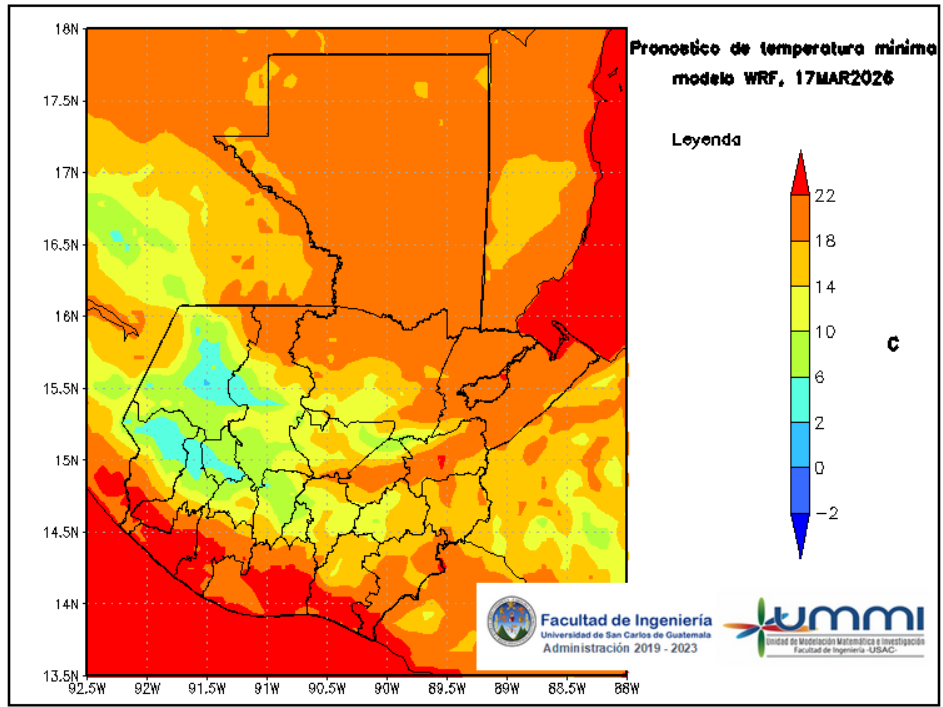 Pronostico de temperatura minima
modelo WRF, 17MAR2026
Leyenda
22
18
14
10
6
2
0
−2
C
18N
17.5N
17N
16.5N
16N
15.5N
15N
14.5N
14N
13.5N
92.5W
92W
91.5W
91W
90.5W
90W
89.5W
89W
88.5W
88W
Facultad de Ingeniería
Universidad de San Carlos de Guatemala
Administración 2019 - 2023
UMMI
Unidad de Modelación Matemática e Investigación
Facultad de Ingeniería -USAC-